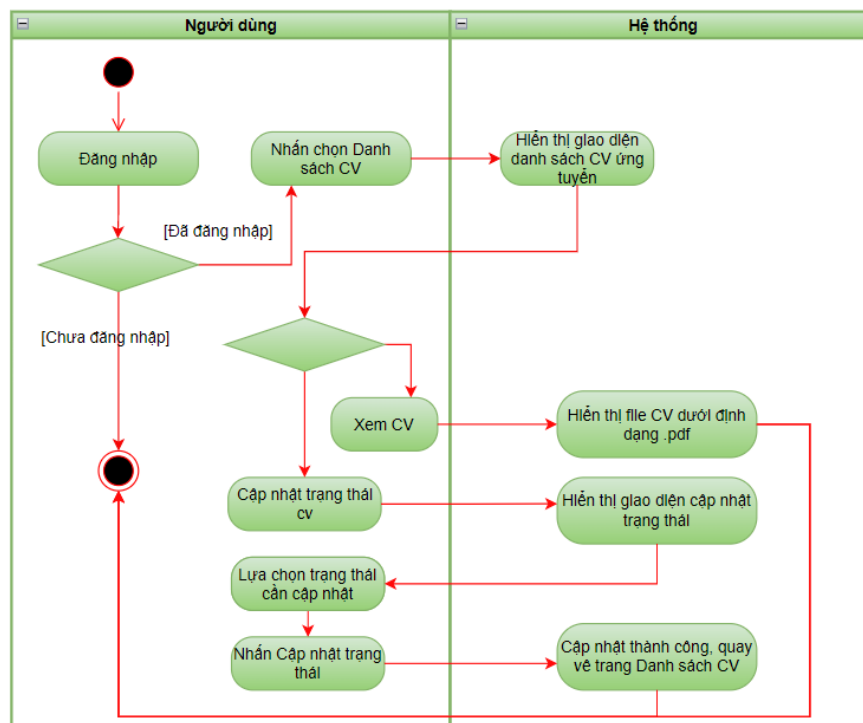 Người dùng
Hệ thống
Đăng nhập
Nhấn chọn Danh
sách CV
Hiển thị giao diện
danh sách CV ứng
tuyển
[Đã đăng nhập]
[Chưa đăng nhập]
Xem CV
Hiển thị file CV dưới định
dạng .pdf
Cập nhật trạng thái
cv
Hiển thị giao diện cập nhật
trạng thái
Lựa chọn trạng thái
cần cập nhật
Nhấn Cập nhật trạng
thái
Cập nhật thành công, quay
về trang Danh sách CV